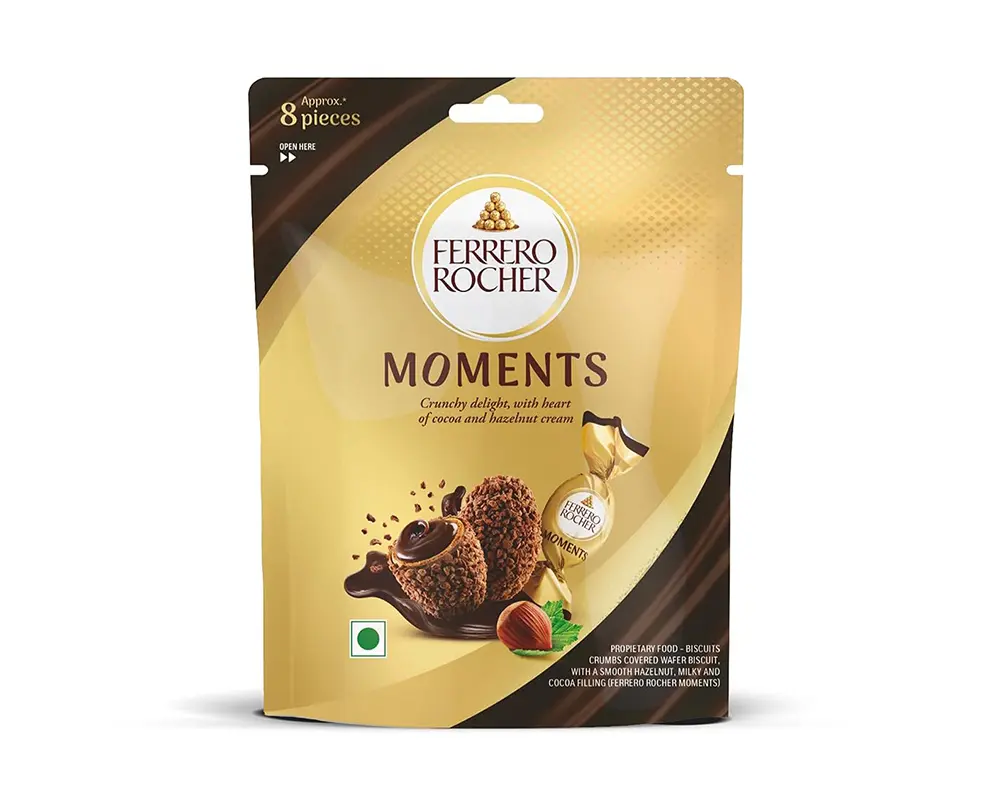 Approx.*
8 pieces
OPEN HERE
FERRERO
ROCHER
MOMENTS
Crunchy delight, with heart
of cocoa and hazelnut cream
FERRERO
ROCHER
MOMENTS
PROPIETARY FOOD – BISCUITS
CRUMBS COVERED WAFER BISCUIT,
WITH A SMOOTH HAZELNUT, MILKY AND
COCOA FILLING (FERRERO ROCHER MOMENTS)